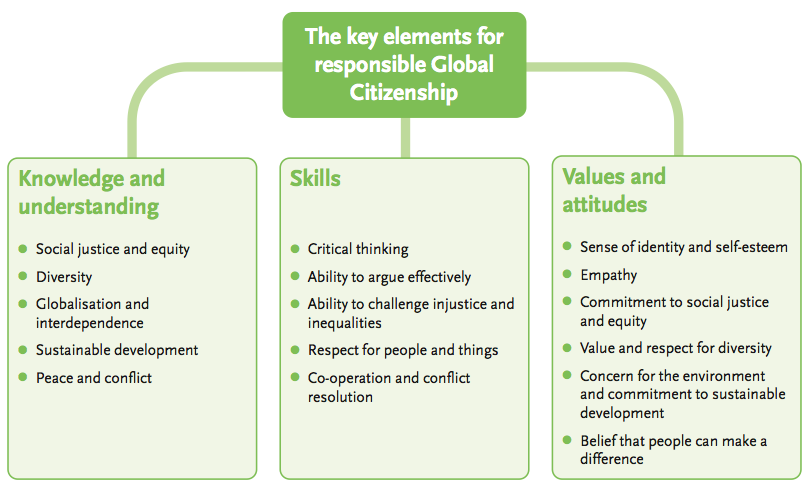 The key elements for
responsible Global
Citizenship
Knowledge and
understanding
Social justice and equity
Diversity
Globalisation and
interdependence
Sustainable development
Peace and conflict
Skills
Critical thinking
Ability to argue effectively
Ability to challenge injustice and
inequalities
Respect for people and things
Co-operation and conflict
resolution
Values and
attitudes
Sense of identity and self-esteem
Empathy
Commitment to social justice
and equity
Value and respect for diversity
Concern for the environment
and commitment to sustainable
development
Belief that people can make a
difference